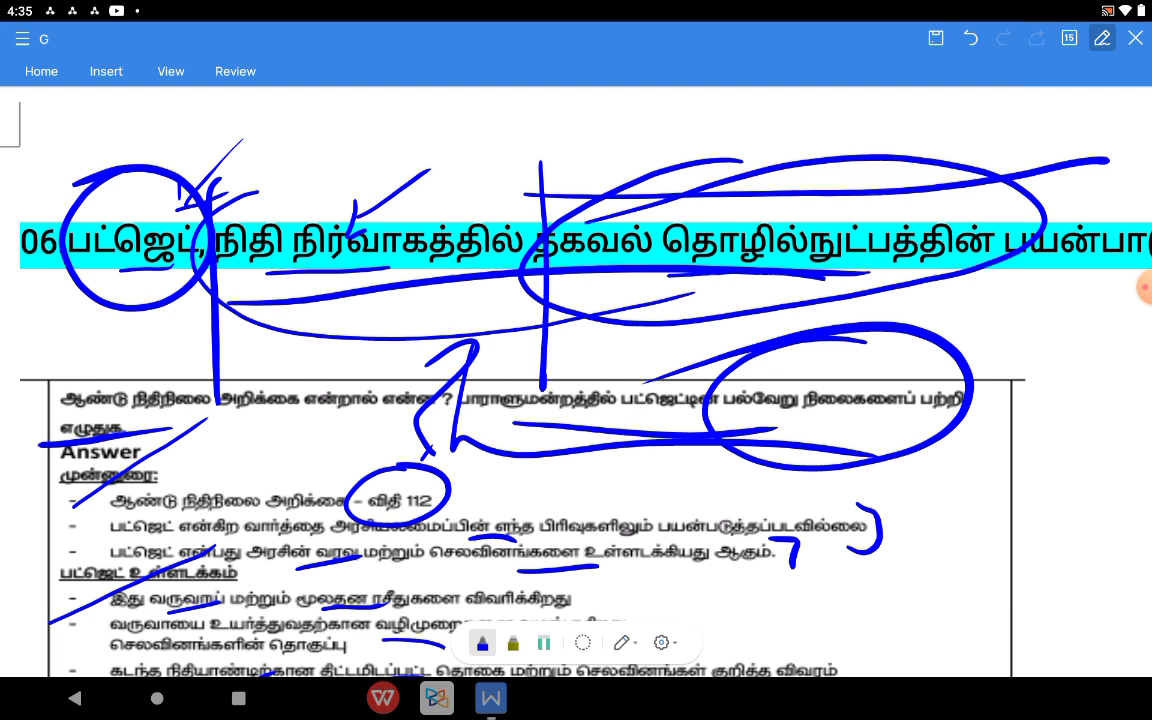 4:35
G
15
Home Insert View Review
06 பட்ஜெட், நிதி நிர்வாகத்தில் தகவல் தொழில்நுட்பத்தின்
ஆண்டு நிதிநிலை அறிக்கை என்றால் என்ன ? பாராளுமன்றத்தில் பட்ஜெட்டின் பல்வேறு நிலைகளைப் பற்றி
எழுதுக.
Answer
முன்னுரை:
- ஆண்டு நிதிநிலை அறிக்கை – விதி 112
- பட்ஜெட் என்கிற வார்த்தை அரசியலமைப்பின் எந்த பிரிவுகளிலும் பயன்படுத்தப்படவில்லை
- பட்ஜெட் என்பது அரசின் வரவு மற்றும் செலவினங்களை உள்ளடக்கியது ஆகும்.
பட்ஜெட் உள்ளடக்கம்
- இது வருவாய் மற்றும் மூலதன ரசீதுகளை விவரிக்கிறது
- வருவாயை உயர்த்துவதற்கான
செலவினங்களின் தொகுப்பு
- கடந்த நிதியாண்டிற்கான திட்டமிடப்பட்ட தொகை மற்றும் செலவினங்கள் குறித்த விவரம்